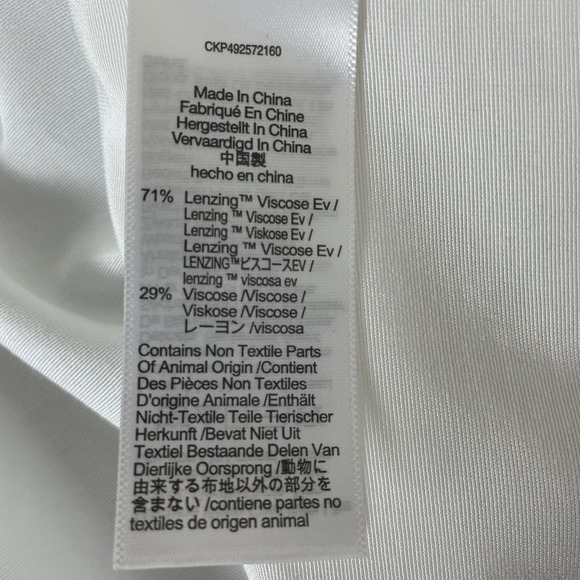 CKP492572160
Made In China
Fabriqué En Chine
Hergestellt In China
Vervaardigd In China
中国製
hecho en china
71% Lenzing™ Viscose Ev /
Lenzing ™ Viscose Ev /
Lenzing ™ Viskose Ev /
Lenzing ™ Viscose Ev /
LENZING™ビスコースEV /
lenzing ™ viscosa ev
29% Viscose /Viscose /
Viskose /Viscose /
レーヨン /viscosa
Contains Non Textile Parts
Of Animal Origin /Contient
Des Pièces Non Textiles
D'origine Animale /Enthält
Nicht-Textile Teile Tierischer
Herkunft /Bevat Niet Uit
Textiel Bestaande Delen Van
Dierlijke Oorsprong /動物に
由来する布地以外の部分を
含まない /contiene partes no
textiles de origen animal